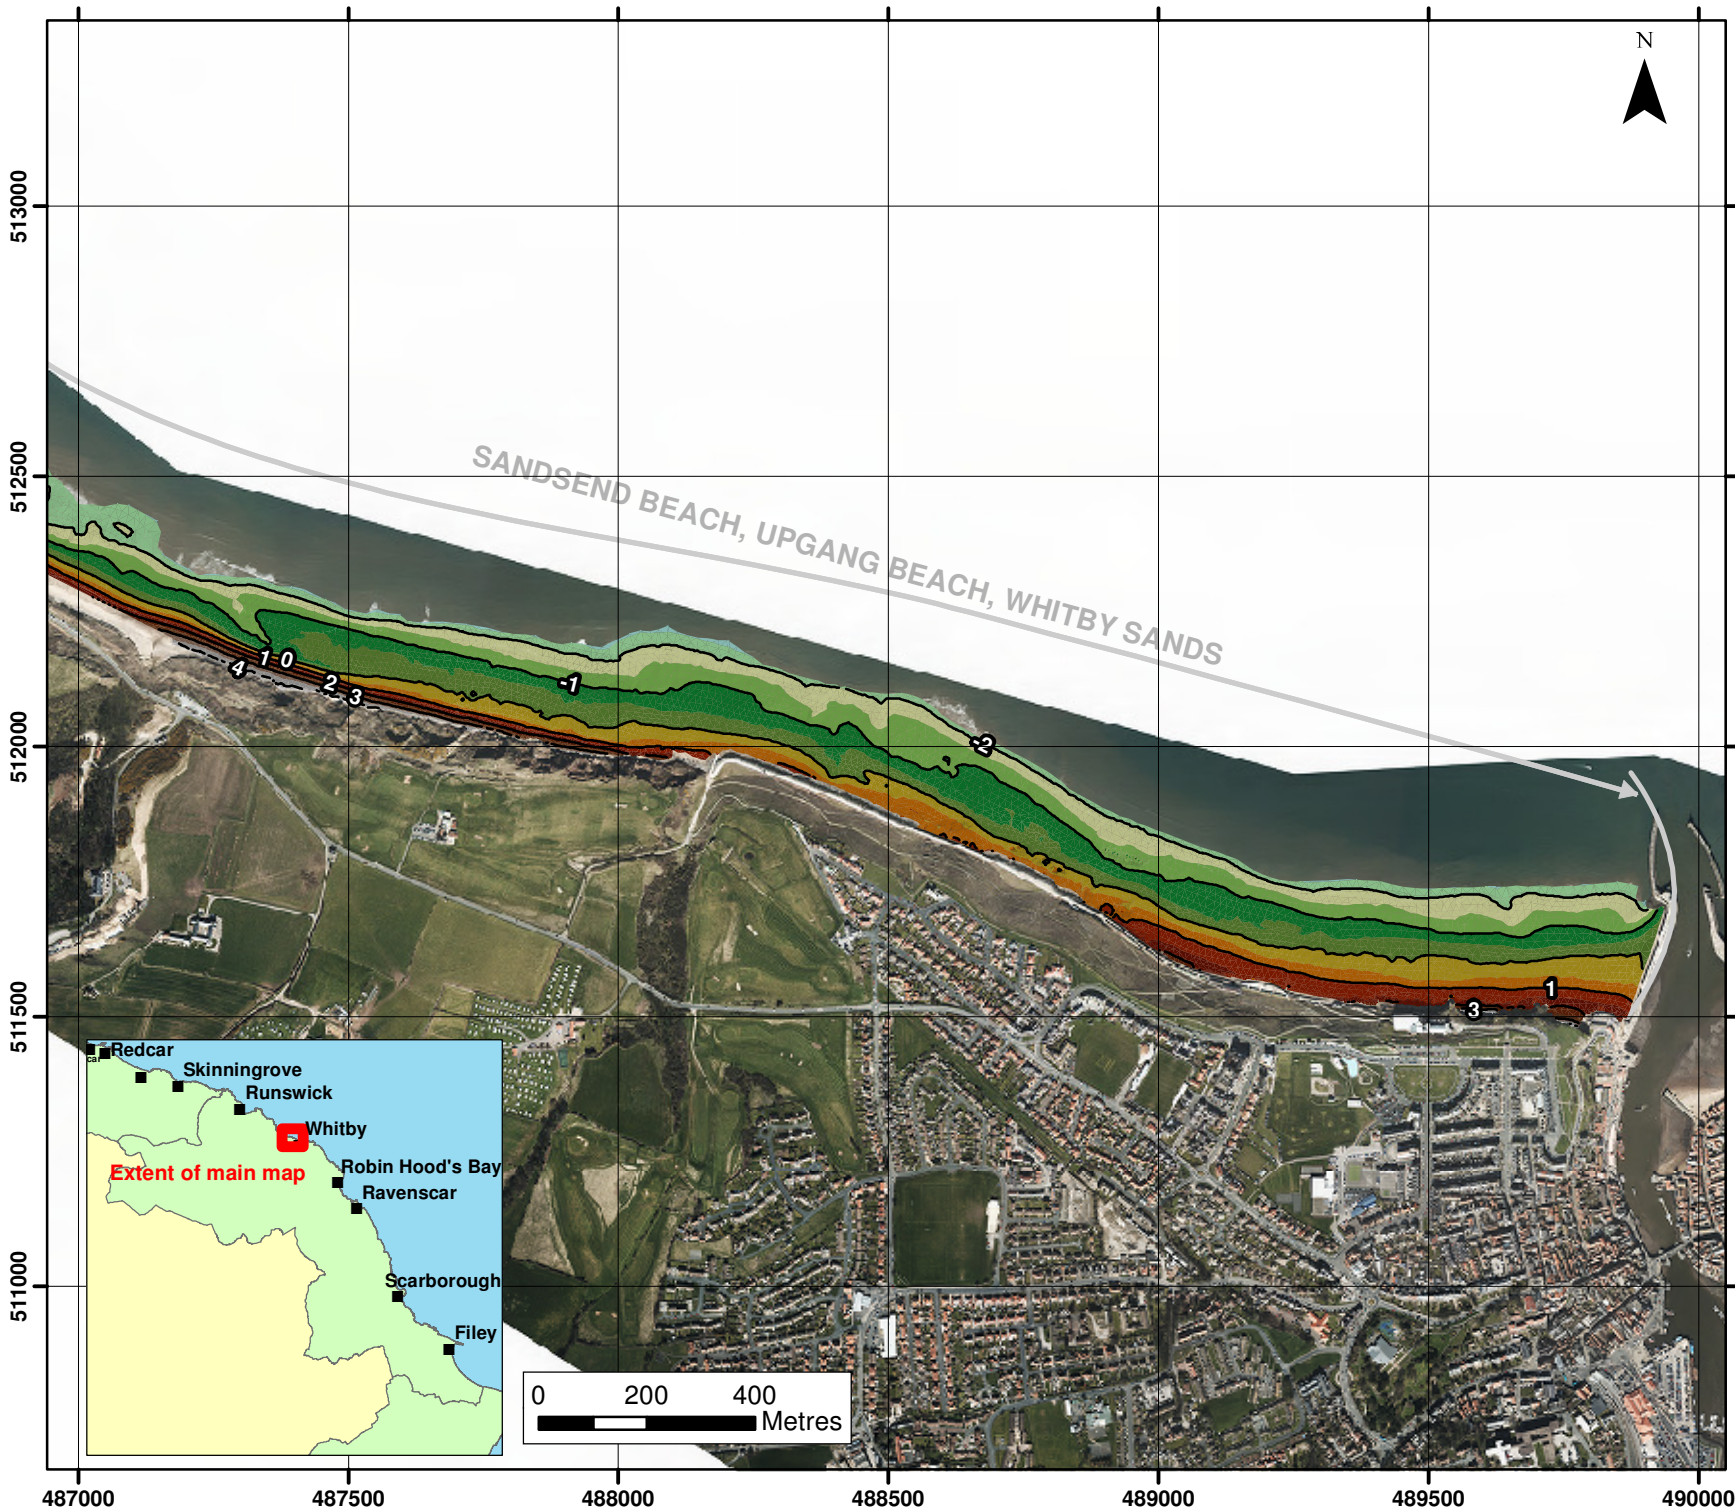 N
513000
512500
512000
511500
511000
SANDSEND BEACH, UPGANG BEACH, WHITBY SANDS
4
1
0
2
3
-1
-2
1
3
car
Redcar
Skinningrove
Runswick
Whitby
Extent of main map
Robin Hood's Bay
Ravenscar
Scarborough
Filey
0 200 400
Metres
487000 487500 488000 488500 489000 489500 490000